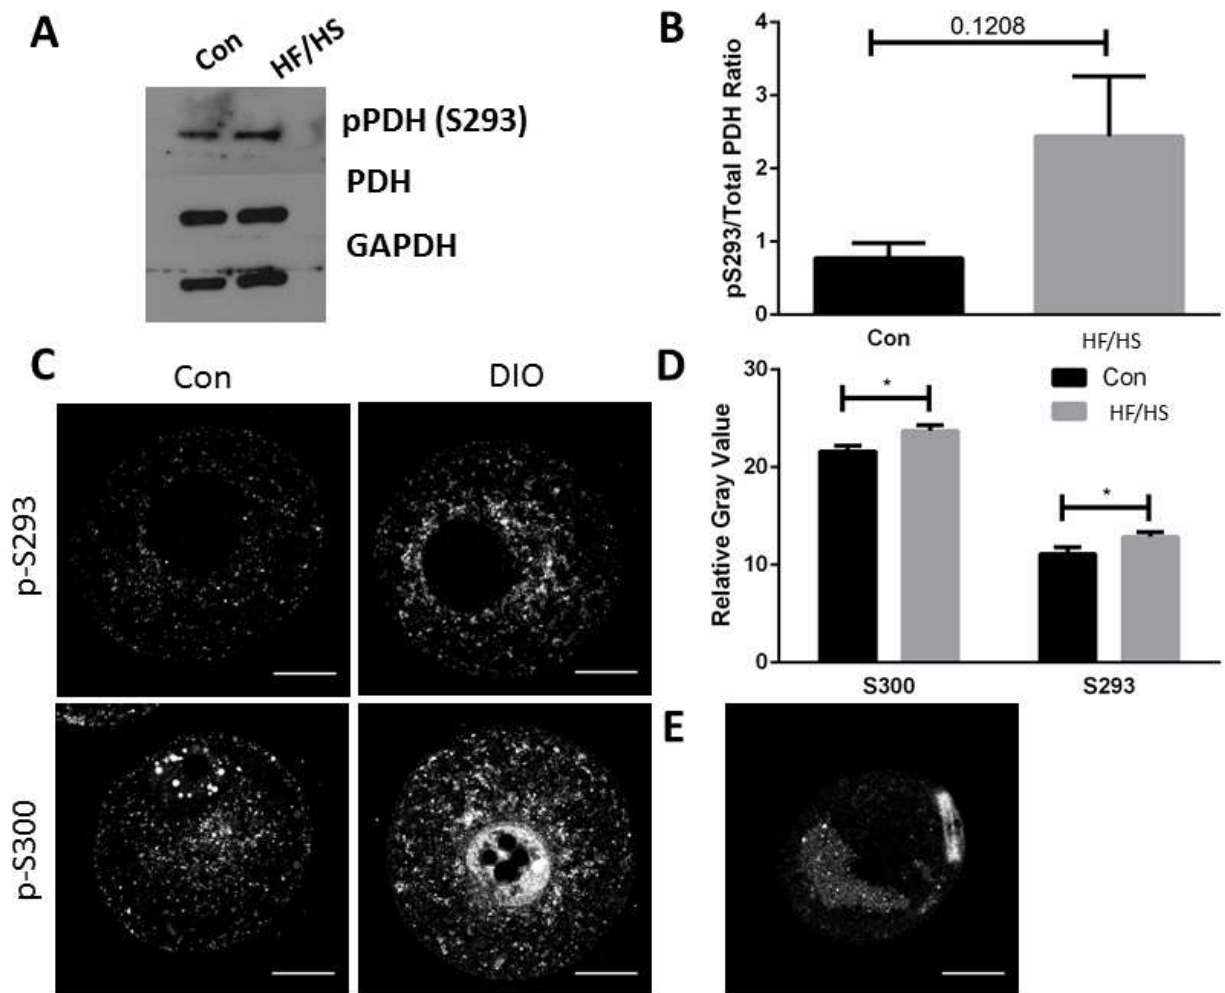 A
Con
HF/HS
pPDH (S293)
PDH
GAPDH
B
pS293/Total PDH Ratio
4
3
2
1
0
0.1208
Con
HF/HS
C
Con
DIO
p-S293
p-S300
D
Relative Gray Value
30
20
10
0
*
*
Con
HF/HS
S300
S293
E